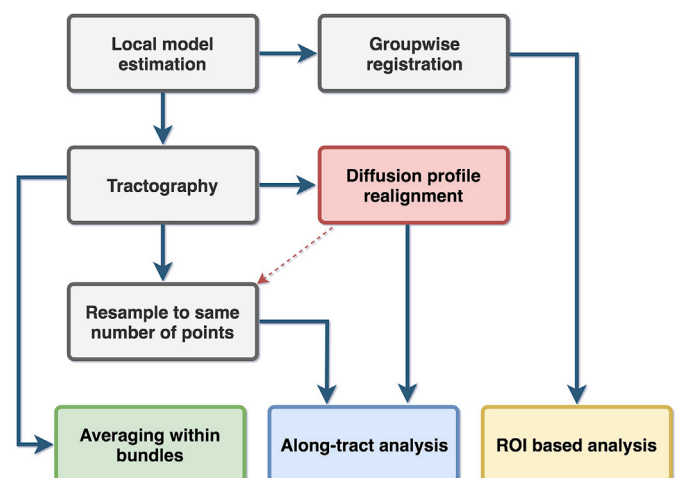 Local model
estimation
Groupwise
registration
Tractography
Diffusion profile
realignment
Resample to same
number of points
Averaging within
bundles
Along-tract analysis
ROI based analysis